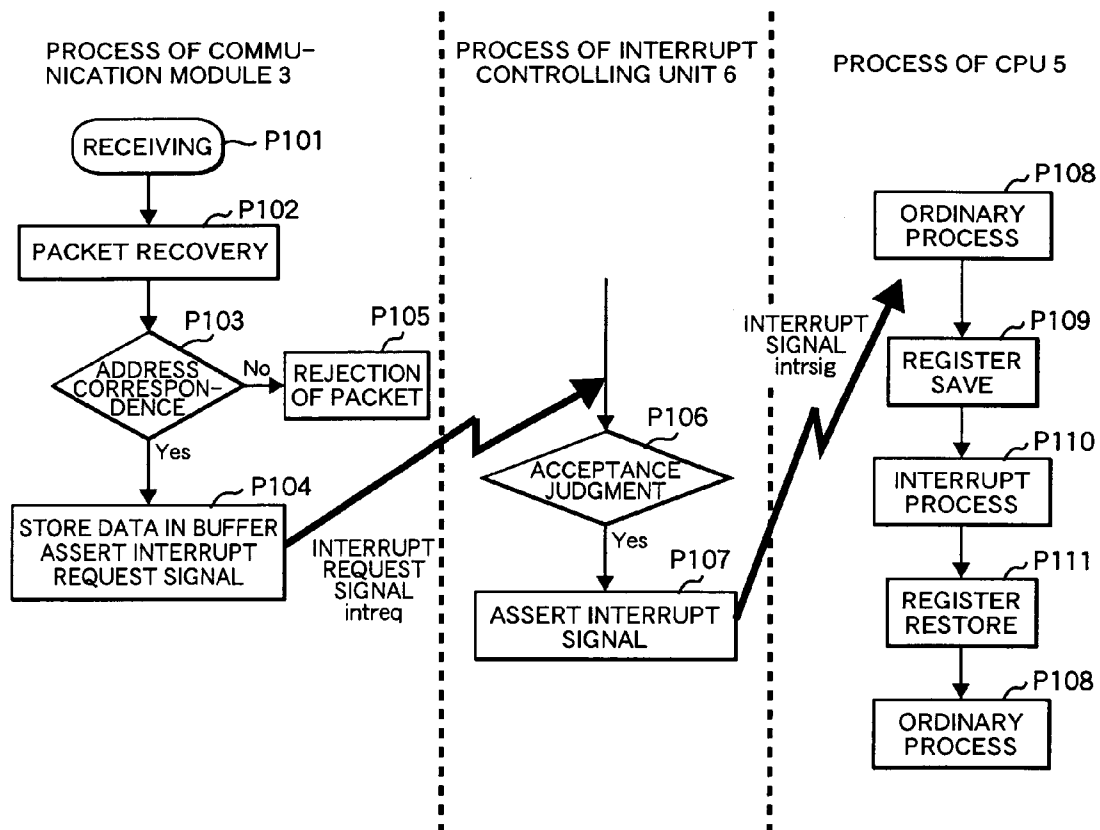 PROCESS OF COMMU-
NICATION MODULE 3
RECEIVING
P101
P102
PACKET RECOVERY
P103
ADDRESS
CORRESPON-
DENCE
No
P105
REJECTION
OF PACKET
Yes
P104
STORE DATA IN BUFFER
ASSERT INTERRUPT
REQUEST SIGNAL
INTERRUPT
REQUEST
SIGNAL
intreq
PROCESS OF INTERRUPT
CONTROLLING UNIT 6
P106
ACCEPTANCE
JUDGMENT
Yes
P107
ASSERT INTERRUPT
SIGNAL
INTERRUPT
SIGNAL
intrsig
PROCESS OF CPU 5
P108
ORDINARY
PROCESS
P109
REGISTER
SAVE
P110
INTERRUPT
PROCESS
P111
REGISTER
RESTORE
P108
ORDINARY
PROCESS